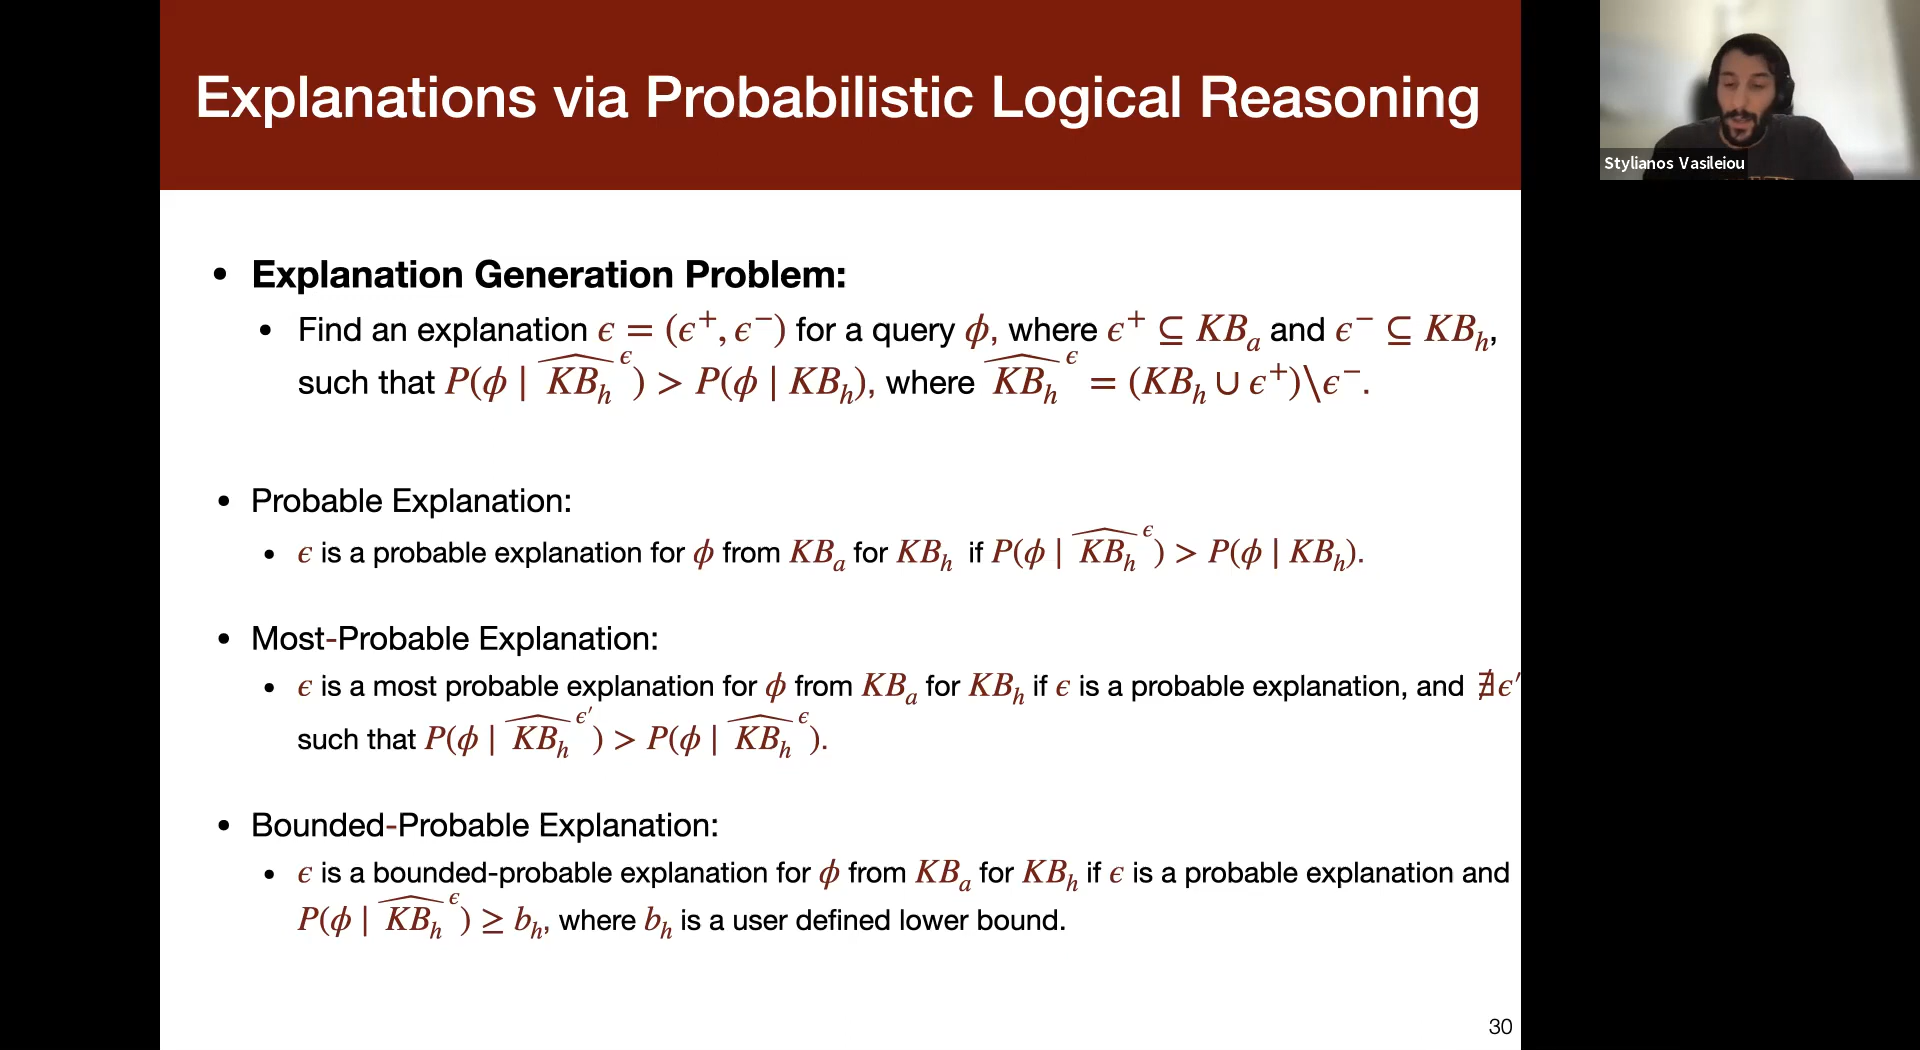 Explanations via Probabilistic Logical Reasoning
Stylianos Vasileiou
• Explanation Generation Problem:
• Find an explanation ϵ = (ϵ⁺, ϵ⁻) for a query ϕ, where ϵ⁺ ⊆ KBₐ and ϵ⁻ ⊆ KBₕ,
such that P(ϕ | \widehat{KBₕ}^ϵ) > P(ϕ | KBₕ), where \widehat{KBₕ}^ϵ = (KBₕ ∪ ϵ⁺)\ϵ⁻.
• Probable Explanation:
• ϵ is a probable explanation for ϕ from KBₐ for KBₕ if P(ϕ | \widehat{KBₕ}^ϵ) > P(ϕ | KBₕ).
• Most-Probable Explanation:
• ϵ is a most probable explanation for ϕ from KBₐ for KBₕ if ϵ is a probable explanation, and ∄ϵ′
such that P(ϕ | \widehat{KBₕ}^ϵ′) > P(ϕ | \widehat{KBₕ}^ϵ).
• Bounded-Probable Explanation:
• ϵ is a bounded-probable explanation for ϕ from KBₐ for KBₕ if ϵ is a probable explanation and
P(ϕ | \widehat{KBₕ}^ϵ) ≥ bₕ, where bₕ is a user defined lower bound.
30